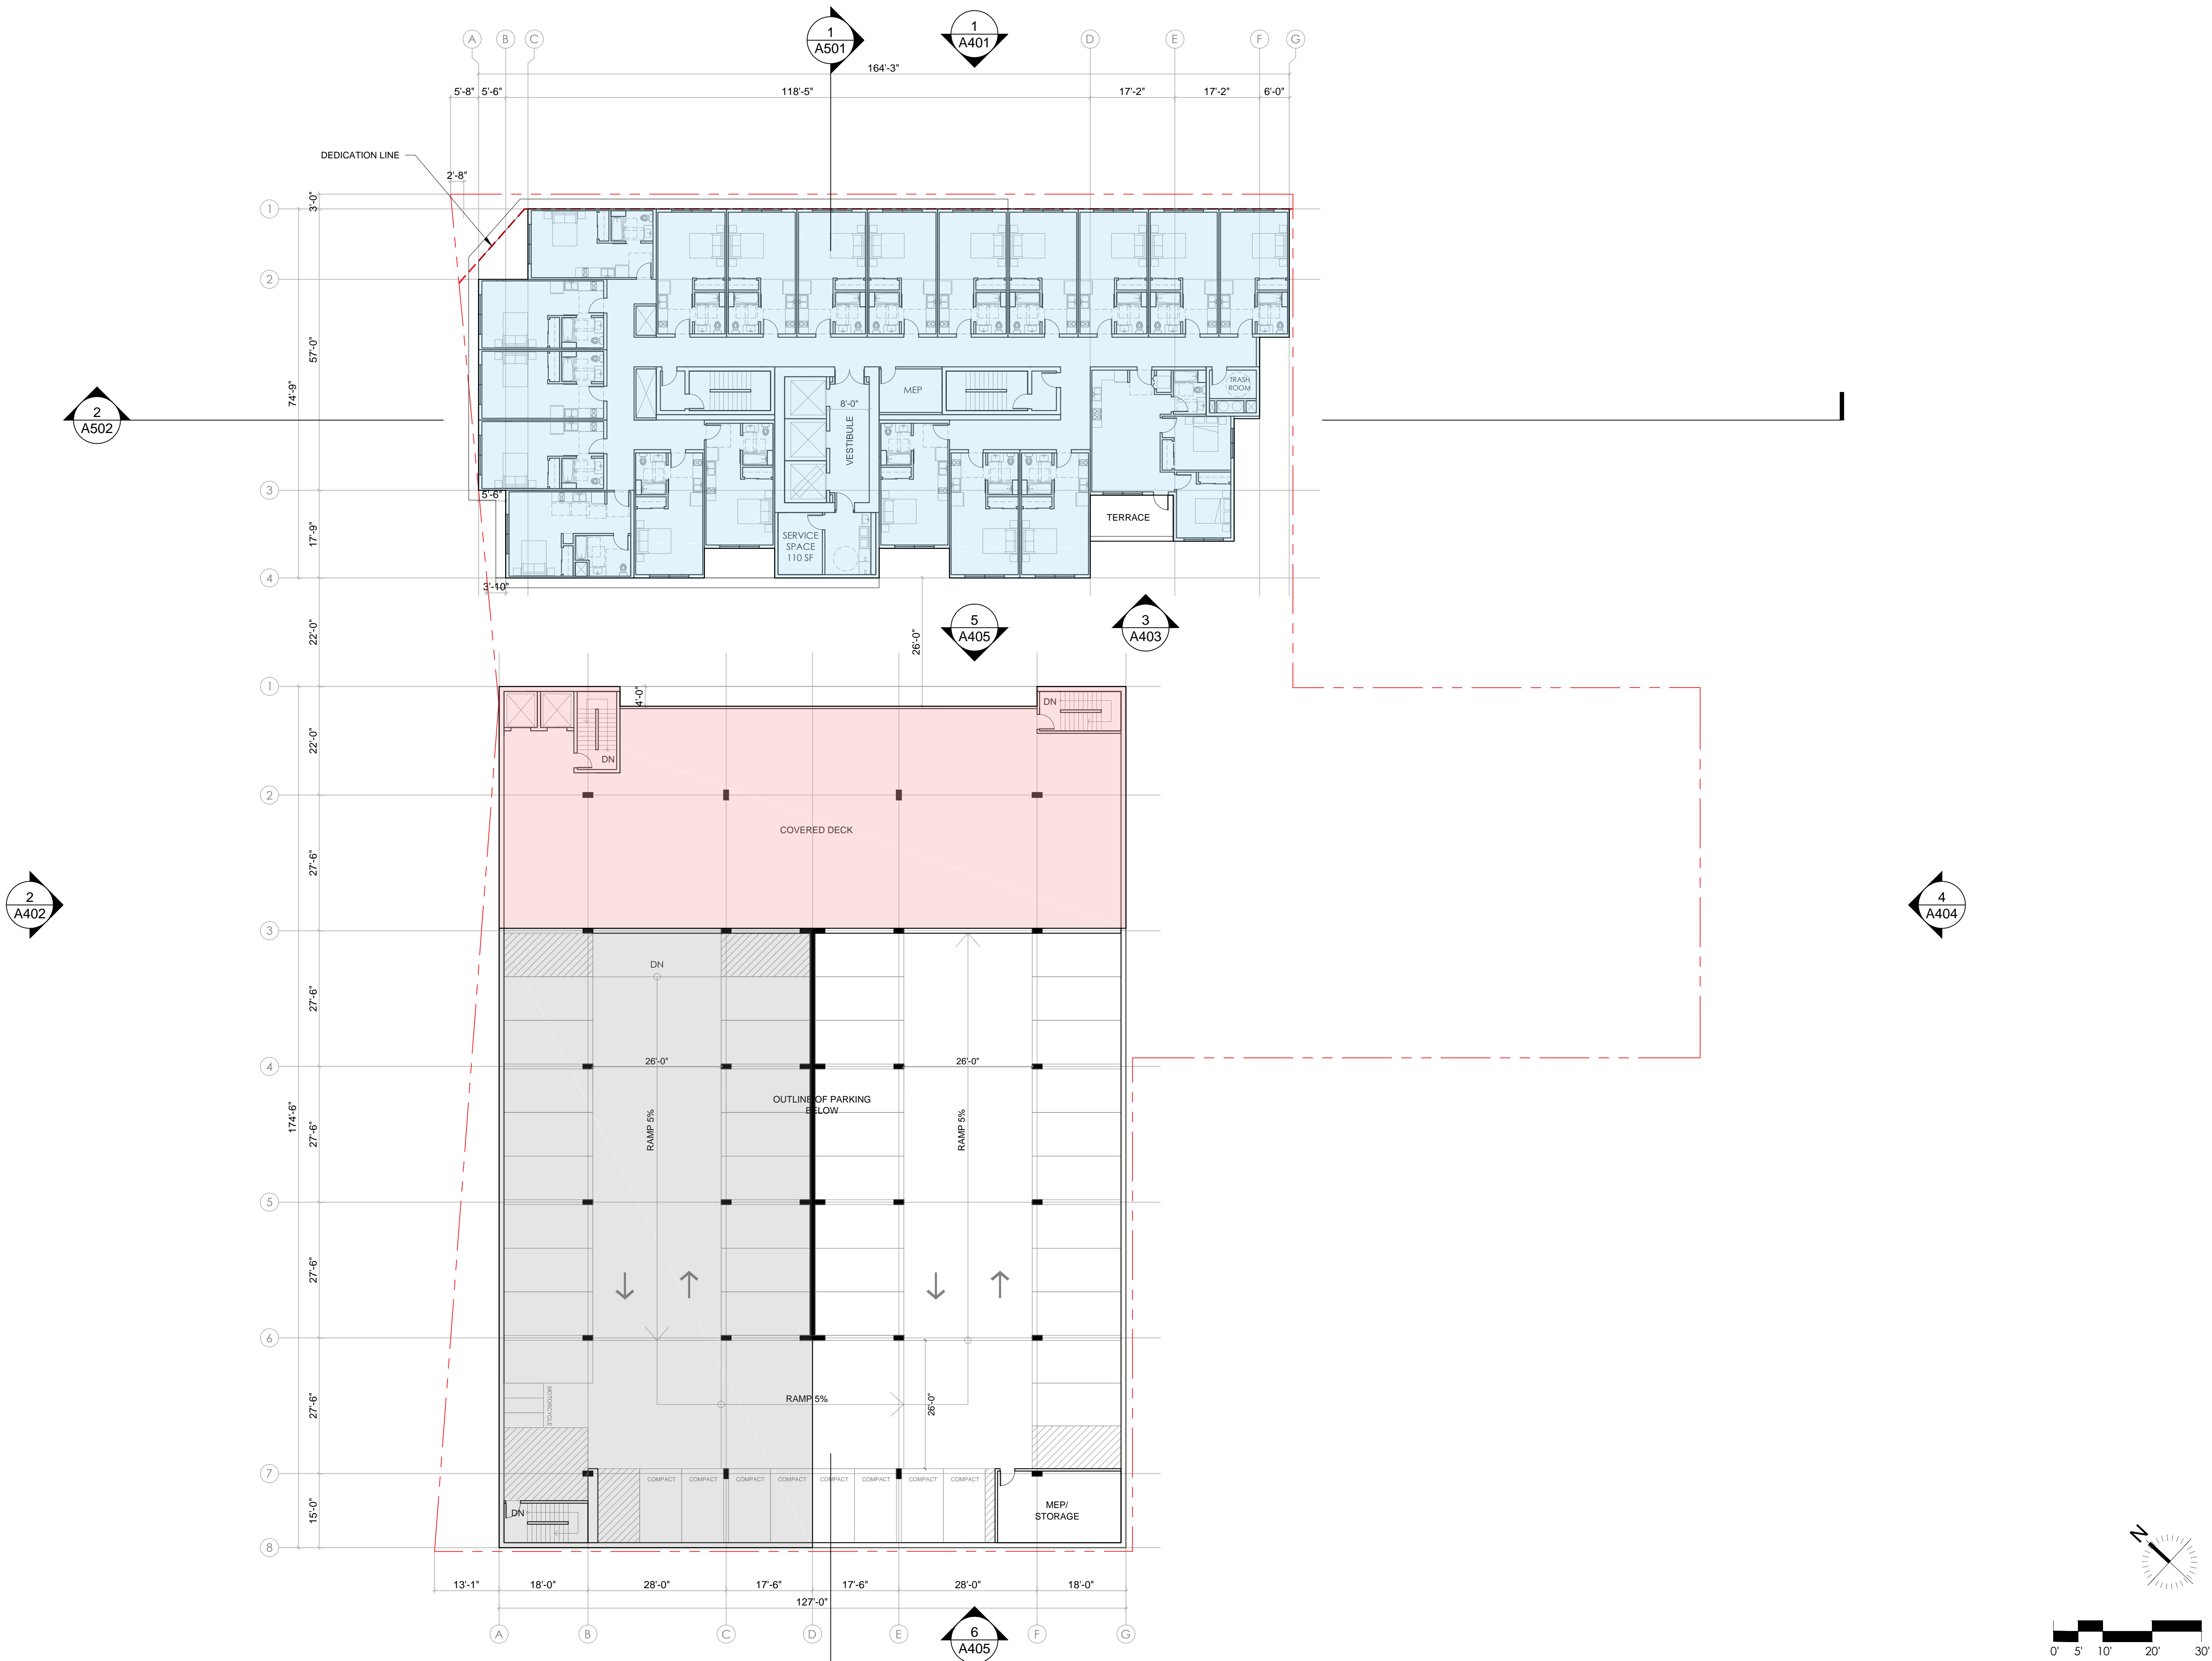 1
A501
1
A401
A
B
C
D
E
F
G
164'-3"
5'-8"
5'-6"
118'-5"
17'-2"
17'-2"
6'-0"
DEDICATION LINE
2'-8"
3'-0"
1
2
57'-0"
74'-9"
TRASH
ROOM
MEP
8'-0"
VESTIBULE
2
A502
3
5'-6"
17'-9"
TERRACE
SERVICE
SPACE
110 SF
4
3'-10"
22'-0"
26'-0"
5
A405
3
A403
1
4'-0"
DN
DN
22'-0"
2
COVERED DECK
27'-6"
2
A402
4
A404
3
DN
27'-6"
26'-0"
26'-0"
4
OUTLINE OF PARKING
BELOW
RAMP 5%
RAMP 5%
174'-6"
27'-6"
5
27'-6"
6
RAMP 5%
26'-0"
27'-6"
MOTORCYCLE
7
COMPACT
COMPACT
COMPACT
COMPACT
COMPACT
COMPACT
COMPACT
COMPACT
DN
15'-0"
MEP/
STORAGE
8
13'-1"
18'-0"
28'-0"
17'-6"
17'-6"
28'-0"
18'-0"
127'-0"
A
B
C
D
E
F
G
6
A405
N
0' 5' 10' 20' 30'